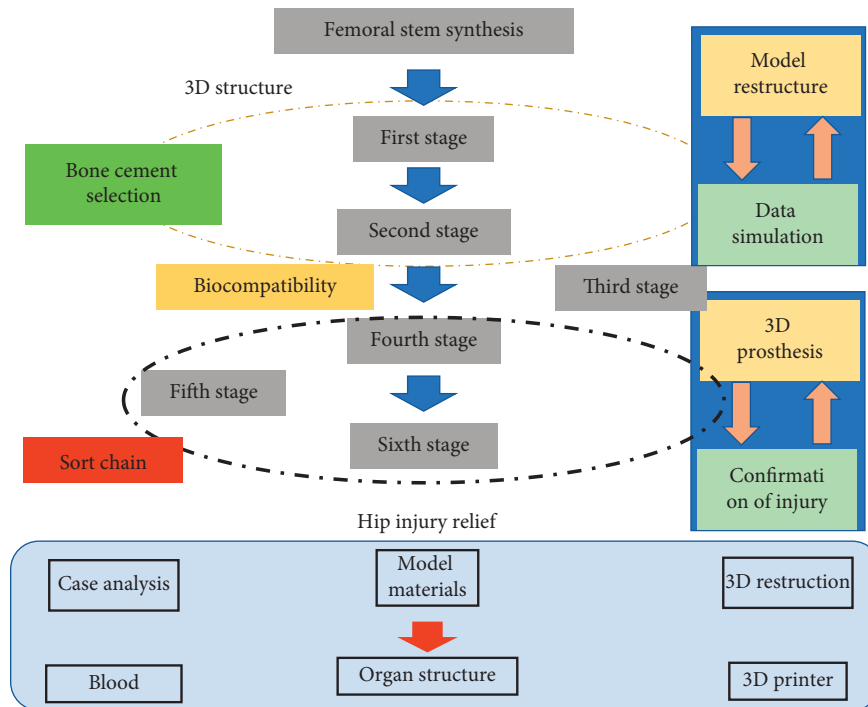 Femoral stem synthesis
3D structure
Model
restructure
First stage
Bone cement
selection
Second stage
Data
simulation
Biocompatibility
Third stage
Fourth stage
3D
prosthesis
Fifth stage
Sixth stage
Sort chain
Confirmati
on of injury
Hip injury relief
Case analysis
Model
materials
3D restruction
Blood
Organ structure
3D printer